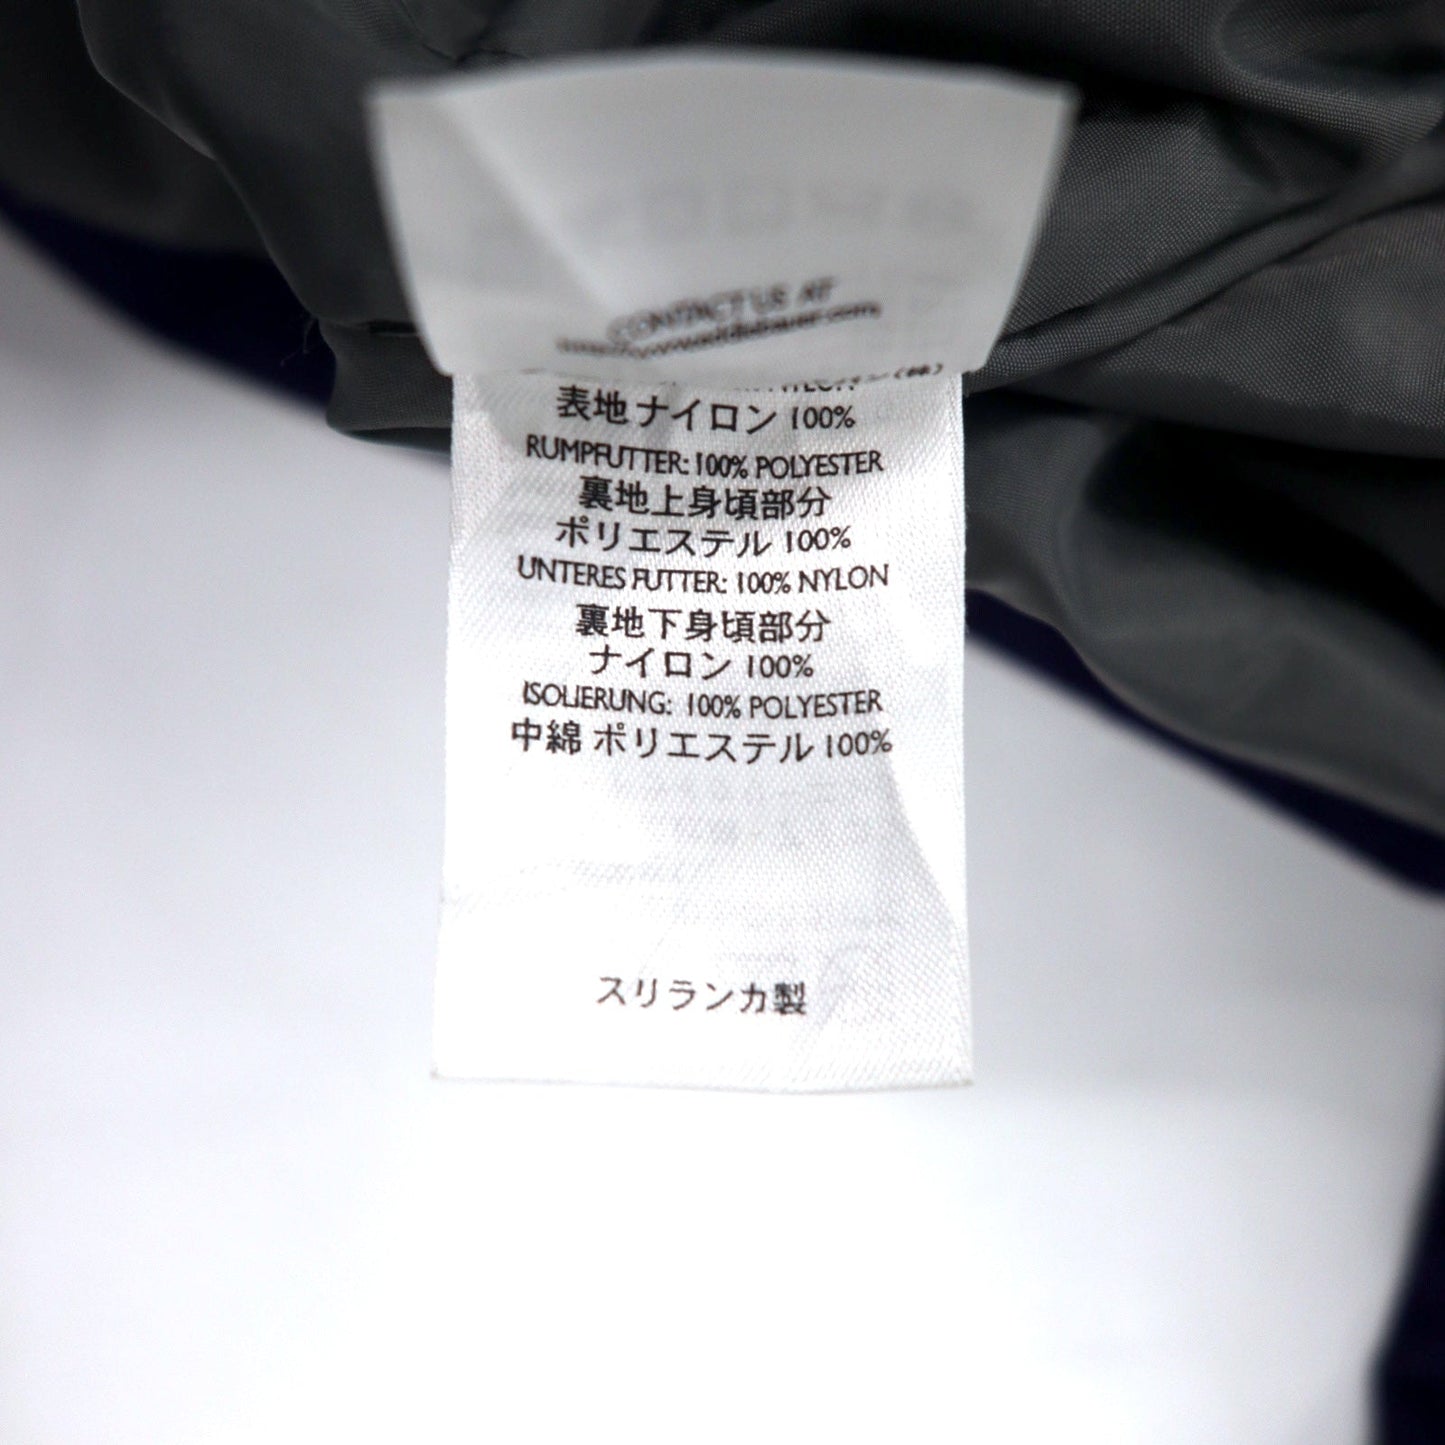 CONTACT US AT
表地 ナイロン 100%
RUMPFUTTER: 100% POLYESTER
裏地上身頃部分
ポリエステル 100%
UNTERES FUTTER: 100% NYLON
裏地下身頃部分
ナイロン 100%
ISOLIERUNG: 100% POLYESTER
中綿 ポリエステル 100%
スリランカ製